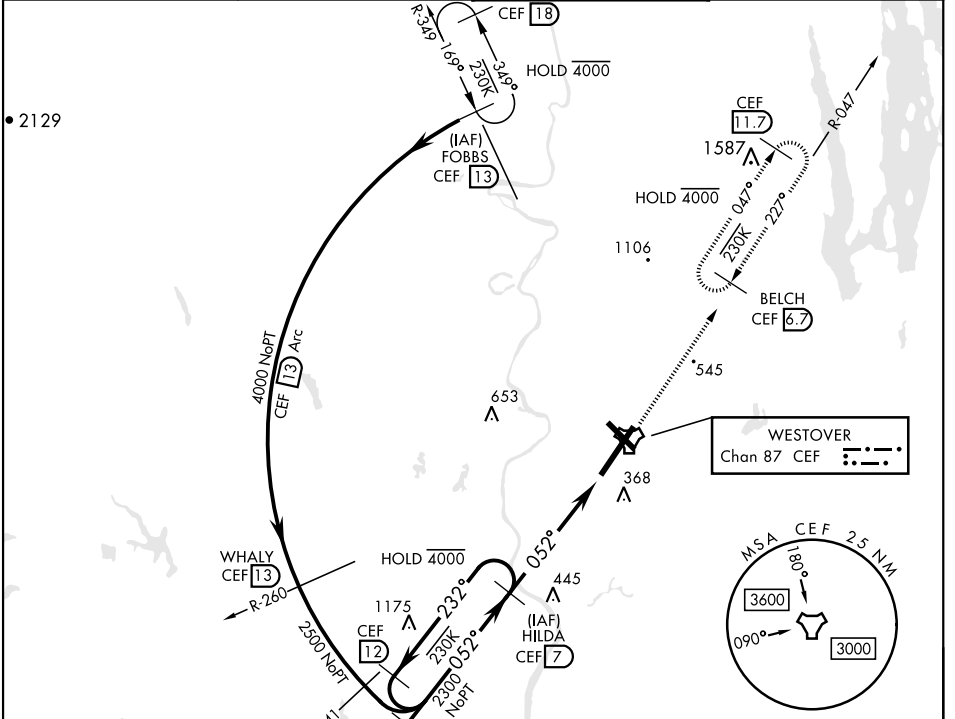 CEF 18
R-349
169°
349°
230K
HOLD 4000
2129
(IAF)
FOBBS
CEF 13
CEF
11.7
R-047
1587
HOLD 4000
047°
227°
230K
1106
BELCH
CEF 6.7
4000 NoPT
CEF 13 Arc
545
653
WESTOVER
Chan 87 CEF
368
052°
MSA CEF 25 NM
180°
3600
090°
3000
WHALY
CEF 13
R-260
HOLD 4000
232°
1175
230K
052°
445
(IAF)
HILDA
CEF 7
CEF
12
2500 NoPT
2300
NoPT